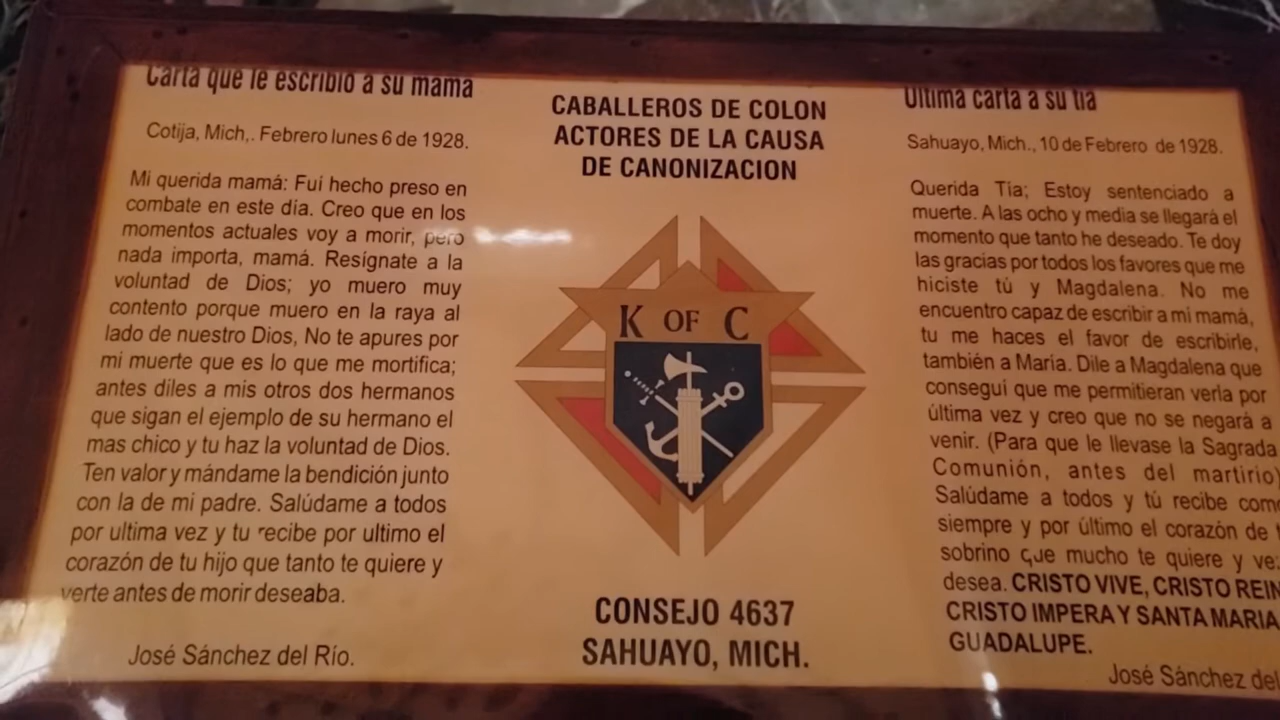 Carta que le escribio a su mama
Cotija, Mich,. Febrero lunes 6 de 1928.
Mi querida mamá: Fui hecho preso en
combate en este día. Creo que en los
momentos actuales voy a morir, pero
nada importa, mamá. Resígnate a la
voluntad de Dios; yo muero muy
contento porque muero en la raya al
lado de nuestro Dios, No te apures por
mi muerte que es lo que me mortifica;
antes diles a mis otros dos hermanos
que sigan el ejemplo de su hermano el
mas chico y tu haz la voluntad de Dios.
Ten valor y mándame la bendición junto
con la de mi padre. Salúdame a todos
por ultima vez y tu recibe por ultimo el
corazón de tu hijo que tanto te quiere y
verte antes de morir deseaba.
José Sánchez del Río.
CABALLEROS DE COLON
ACTORES DE LA CAUSA
DE CANONIZACION
K OF C
CONSEJO 4637
SAHUAYO, MICH.
Ultima carta a su tia
Sahuayo, Mich., 10 de Febrero de 1928.
Querida Tía; Estoy sentenciado a
muerte. A las ocho y media se llegará el
momento que tanto he deseado. Te doy
las gracias por todos los favores que me
hiciste tú y Magdalena. No me
encuentro capaz de escribir a mi mamá,
tu me haces el favor de escribirle,
también a María. Dile a Magdalena que
conseguí que me permitieran verla por
última vez y creo que no se negará a
venir. (Para que le llevase la Sagrada
Comunión, antes del martirio)
Salúdame a todos y tú recibe como
siempre y por último el corazón de
sobrino que mucho te quiere y
desea. CRISTO VIVE, CRISTO
CRISTO IMPERA Y SANTA MARIA
GUADALUPE.
José Sánchez del